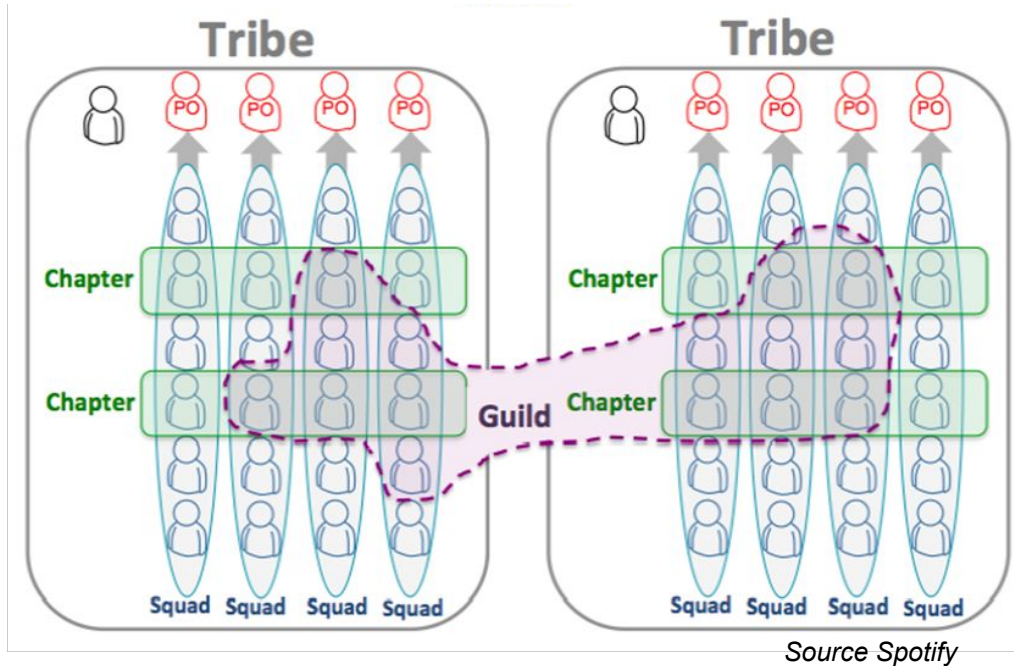 Tribe
Tribe
PO PO PO PO
PO PO PO PO
Chapter
Chapter
Chapter
Guild
Chapter
Squad Squad Squad Squad
Squad Squad Squad Squad
Source Spotify